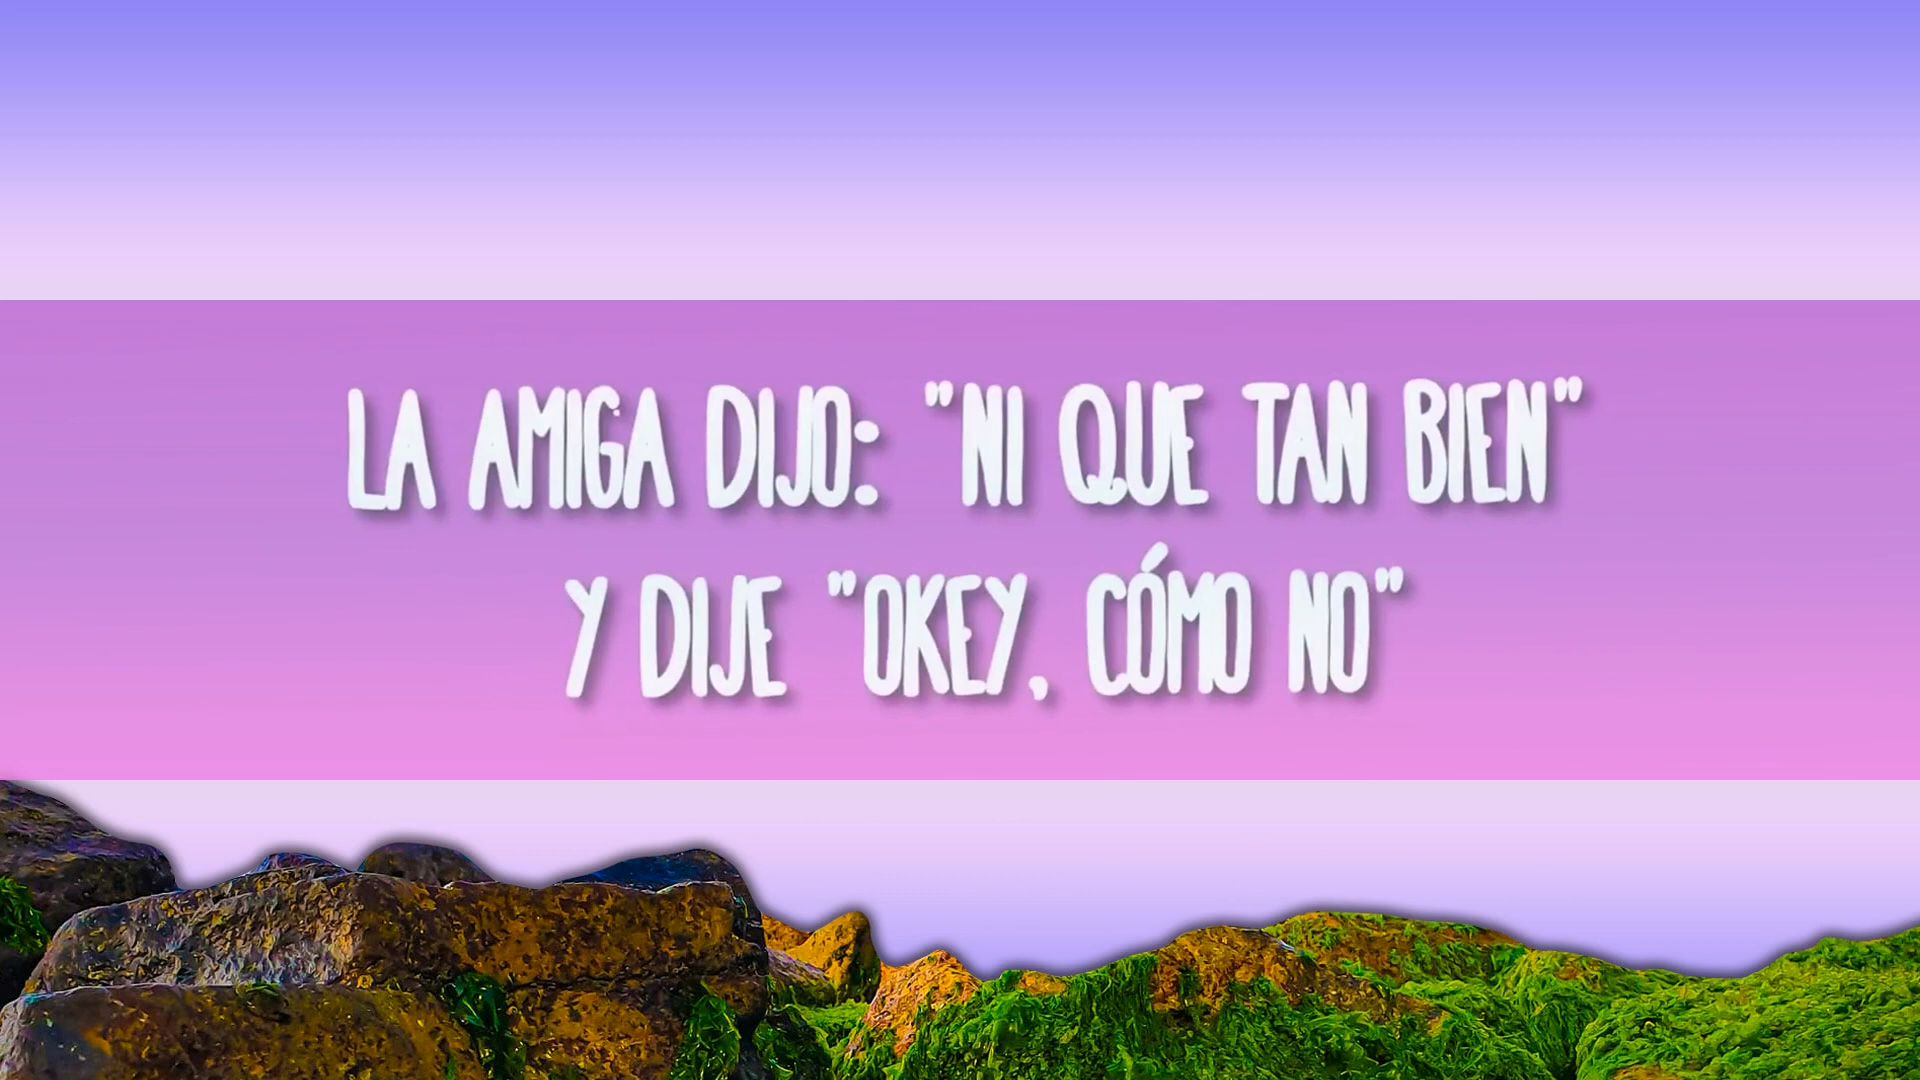 LA AMIGA DIJO: "NI QUE TAN BIEN"
Y DIJE "OKEY, CÓMO NO"